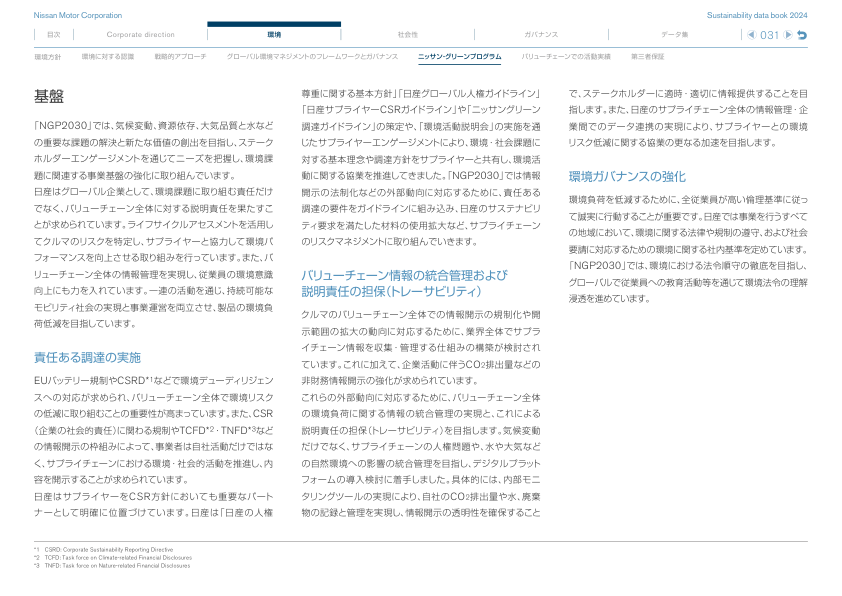 Nissan Motor Corporation
Sustainability data book 2024
目次
Corporate direction
環境
社会性
ガバナンス
データ集
031
環境方針
環境に対する認識
戦略的アプローチ
グローバル環境マネジメントのフレームワークとガバナンス
ニッサン・グリーンプログラム
バリューチェーンでの活動実績
第三者保証
基盤
「NGP2030」では、気候変動、資源依存、大気品質と水など
の重要な課題の解決と新たな価値の創出を目指し、ステーク
ホルダーエンゲージメントを通じてニーズを把握し、環境課
題に関連する事業基盤の強化に取り組んでいます。
日産はグローバル企業として、環境課題に取り組む責任だけ
でなく、バリューチェーン全体に対する説明責任を果たすこ
とが求められています。ライフサイクルアセスメントを活用し
てクルマのリスクを特定し、サプライヤーと協力して環境パ
フォーマンスを向上させる取り組みを行っています。また、バ
リューチェーン全体の情報管理を実現し、従業員の環境意識
向上にも力を入れています。一連の活動を通じ、持続可能な
モビリティ社会の実現と事業運営を両立させ、製品の環境負
荷低減を目指しています。
責任ある調達の実施
EUバッテリー規制やCSRD*1などで環境デューディリジェン
スへの対応が求められ、バリューチェーン全体で環境リスク
の低減に取り組むことの重要性が高まっています。また、CSR
（企業の社会的責任）に関わる規制やTCFD*2・TNFD*3など
の情報開示の枠組みによって、事業者は自社活動だけではな
く、サプライチェーンにおける環境・社会的活動を推進し、内
容を開示することが求められています。
日産はサプライヤーをCSR方針においても重要なパート
ナーとして明確に位置づけています。日産は「日産の人権
尊重に関する基本方針」「日産グローバル人権ガイドライン」
「日産サプライヤーCSRガイドライン」や「ニッサングリーン
調達ガイドライン」の策定や、「環境活動説明会」の実施を通
じたサプライヤーエンゲージメントにより、環境・社会課題に
対する基本理念や調達方針をサプライヤーと共有し、環境活
動に関する協業を推進してきました。「NGP2030」では情報
開示の法制化などの外部動向に対応するために、責任ある
調達の要件をガイドラインに組み込み、日産のサステナビリ
ティ要求を満たした材料の使用拡大など、サプライチェーン
のリスクマネジメントに取り組んでいきます。
バリューチェーン情報の統合管理および
説明責任の担保（トレーサビリティ）
クルマのバリューチェーン全体での情報開示の規制化や開
示範囲の拡大の動向に対応するために、業界全体でサプラ
イチェーン情報を収集・管理する仕組みの構築が検討され
ています。これに加えて、企業活動に伴うCO2排出量などの
非財務情報開示の強化が求められています。
これらの外部動向に対応するために、バリューチェーン全体
の環境負荷に関する情報の統合管理の実現と、これによる
説明責任の担保（トレーサビリティ）を目指します。気候変動
だけでなく、サプライチェーンの人権問題や、水や大気など
の自然環境への影響の統合管理を目指し、デジタルプラット
フォームの導入検討に着手しました。具体的には、内部モニ
タリングツールの実現により、自社のCO2排出量や水、廃棄
物の記録と管理を実現し、情報開示の透明性を確保すること
で、ステークホルダーに適時・適切に情報提供することを目
指します。また、日産のサプライチェーン全体の情報管理・企
業間でのデータ連携の実現により、サプライヤーとの環境
リスク低減に関する協業の更なる加速を目指します。
環境ガバナンスの強化
環境負荷を低減するために、全従業員が高い倫理基準に従っ
て誠実に行動することが重要です。日産では事業を行うすべて
の地域において、環境に関する法律や規制の遵守、および社会
要請に対応するための環境に関する社内基準を定めています。
「NGP2030」では、環境における法令順守の徹底を目指し、
グローバルで従業員への教育活動等を通じて環境法令の理解
浸透を進めています。
*1 CSRD: Corporate Sustainability Reporting Directive
*2 TCFD: Task force on Climate-related Financial Disclosures
*3 TNFD: Task force on Nature-related Financial Disclosures